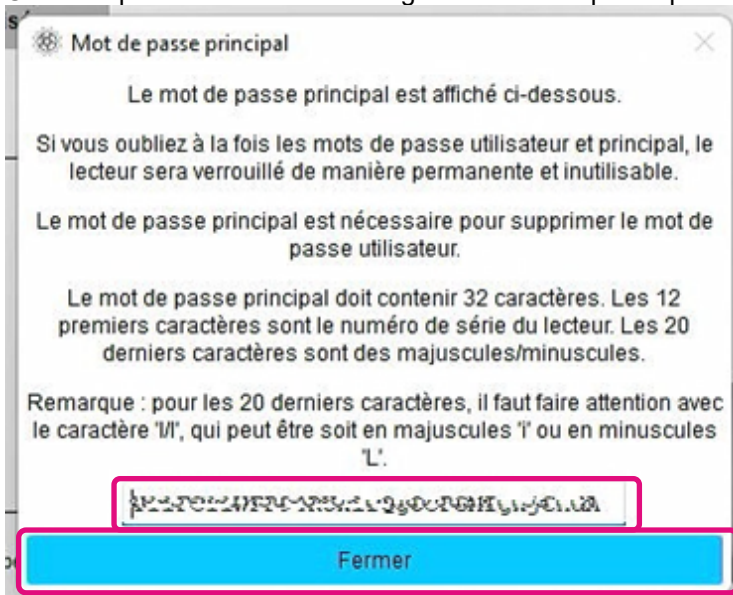 Mot de passe principal
Le mot de passe principal est affiché ci-dessous.
Si vous oubliez à la fois les mots de passe utilisateur et principal, le
lecteur sera verrouillé de manière permanente et inutilisable.
Le mot de passe principal est nécessaire pour supprimer le mot de
passe utilisateur.
Le mot de passe principal doit contenir 32 caractères. Les 12
premiers caractères sont le numéro de série du lecteur. Les 20
derniers caractères sont des majuscules/minuscules.
Remarque : pour les 20 derniers caractères, il faut faire attention avec
le caractère 'I/l', qui peut être soit en majuscules 'i' ou en minuscules
'L'.
Fermer